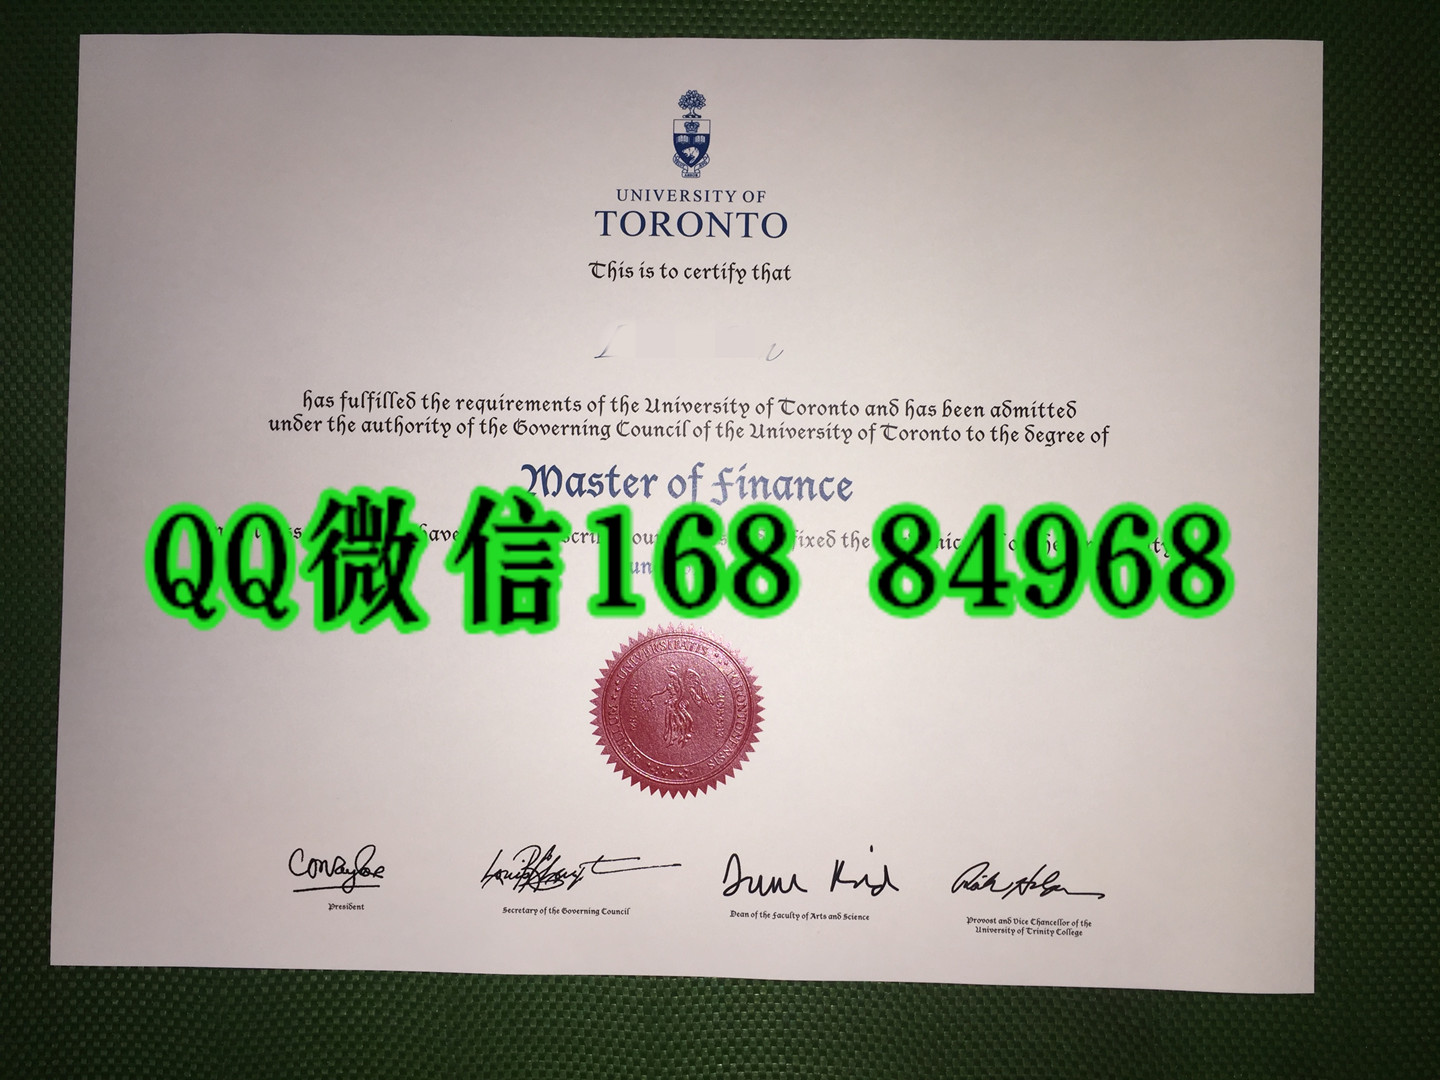 UNIVERSITY OF
TORONTO
This is to certify that
has fulfilled the requirements of the University of Toronto and has been admitted
under the authority of the Governing Council of the University of Toronto to the degree of
Master of Finance
fixed the
QQ微信168 84968
President
Secretary of the Governing Council
Dean of the Faculty of Arts and Science
Provost and Vice Chancellor of the
University of Trinity College